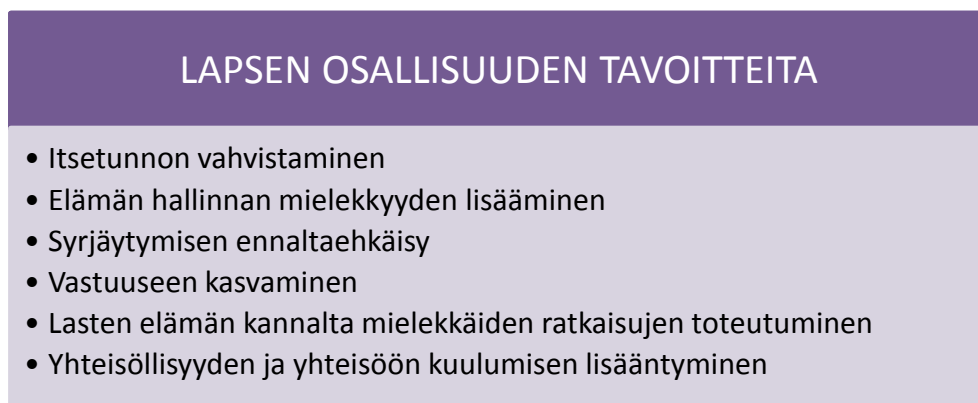 LAPSEN OSALLISUUDEN TAVOITTEITA
• Itsetunnon vahvistaminen
• Elämän hallinnan mielekkyyden lisääminen
• Syrjäytymisen ennaltaehkäisy
• Vastuuseen kasvaminen
• Lasten elämän kannalta mielekkäiden ratkaisujen toteutuminen
• Yhteisöllisyyden ja yhteisöön kuulumisen lisääntyminen